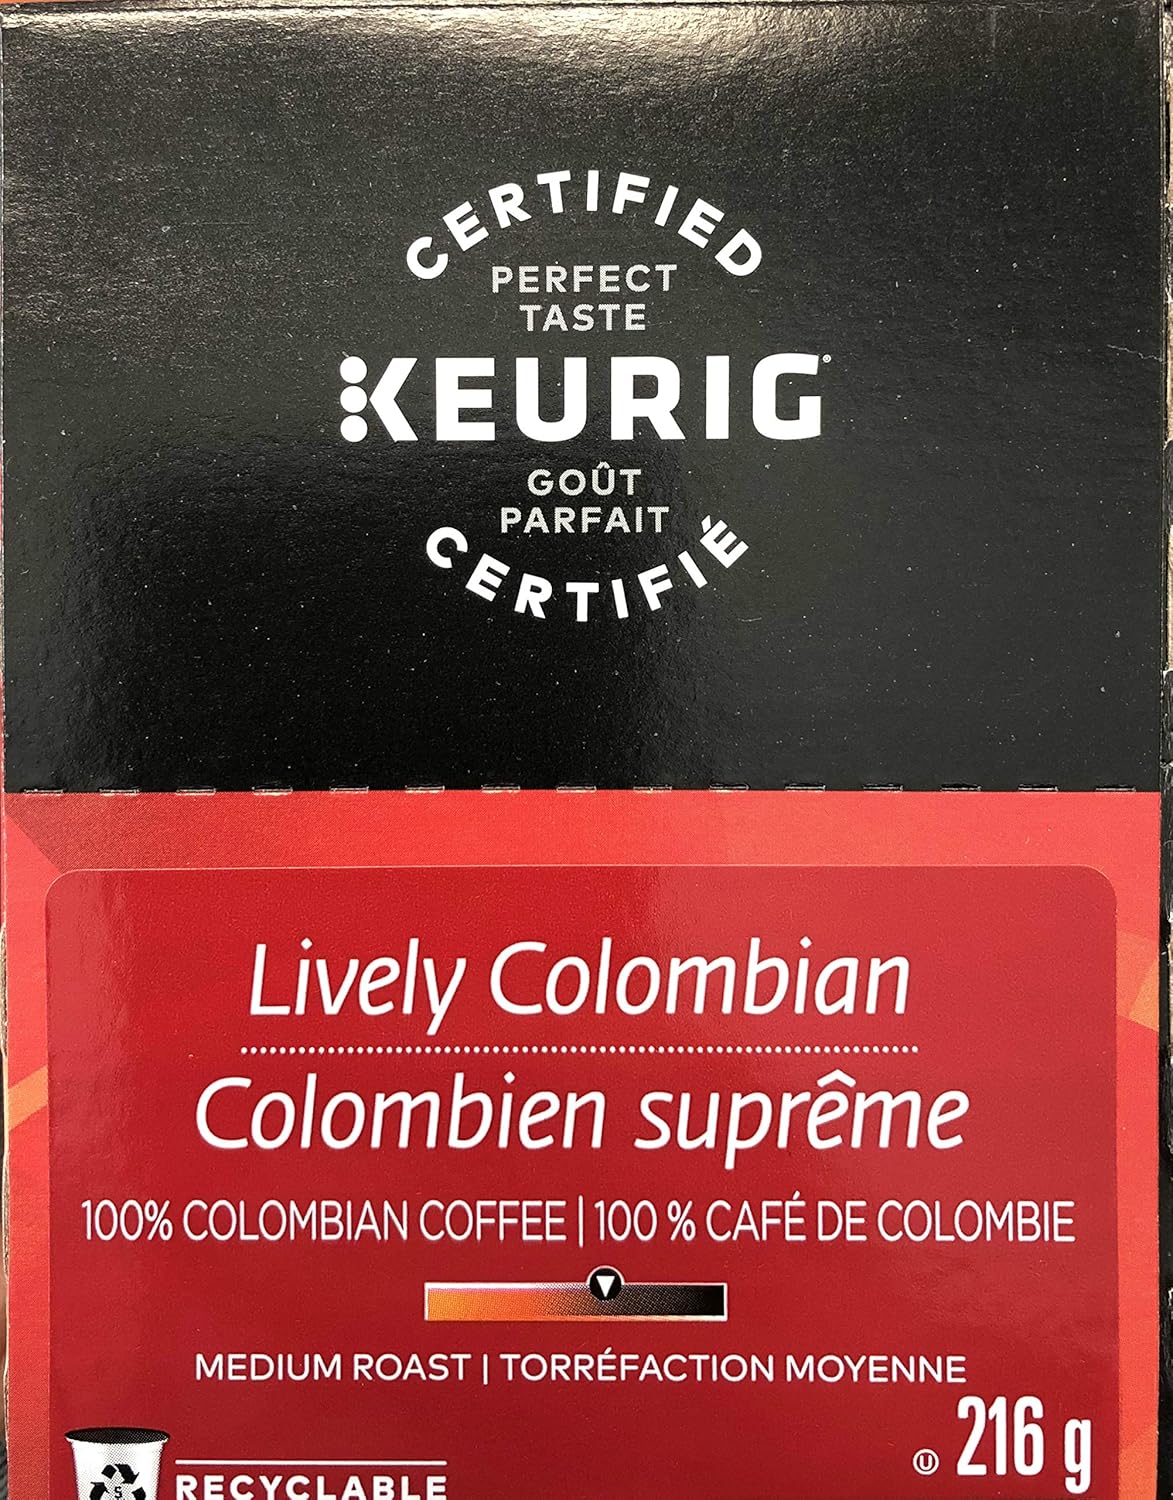 CERTIFIED
PERFECT
TASTE
KEURIG®
GOÛT
PARFAIT
CERTIFIÉ
Lively Colombian
Colombien suprême
100% COLOMBIAN COFFEE | 100 % CAFÉ DE COLOMBIE
MEDIUM ROAST | TORRÉFACTION MOYENNE
U 216 g
5 RECYCLABLE